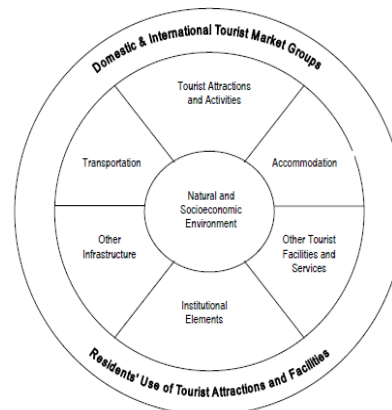 Domestic & International Tourist Market Groups
Tourist Attractions
and Activities
Transportation
Accommodation
Natural and
Socioeconomic
Environment
Other
Infrastructure
Other Tourist
Facilities and
Services
Institutional
Elements
Residents' Use of Tourist Attractions and Facilities